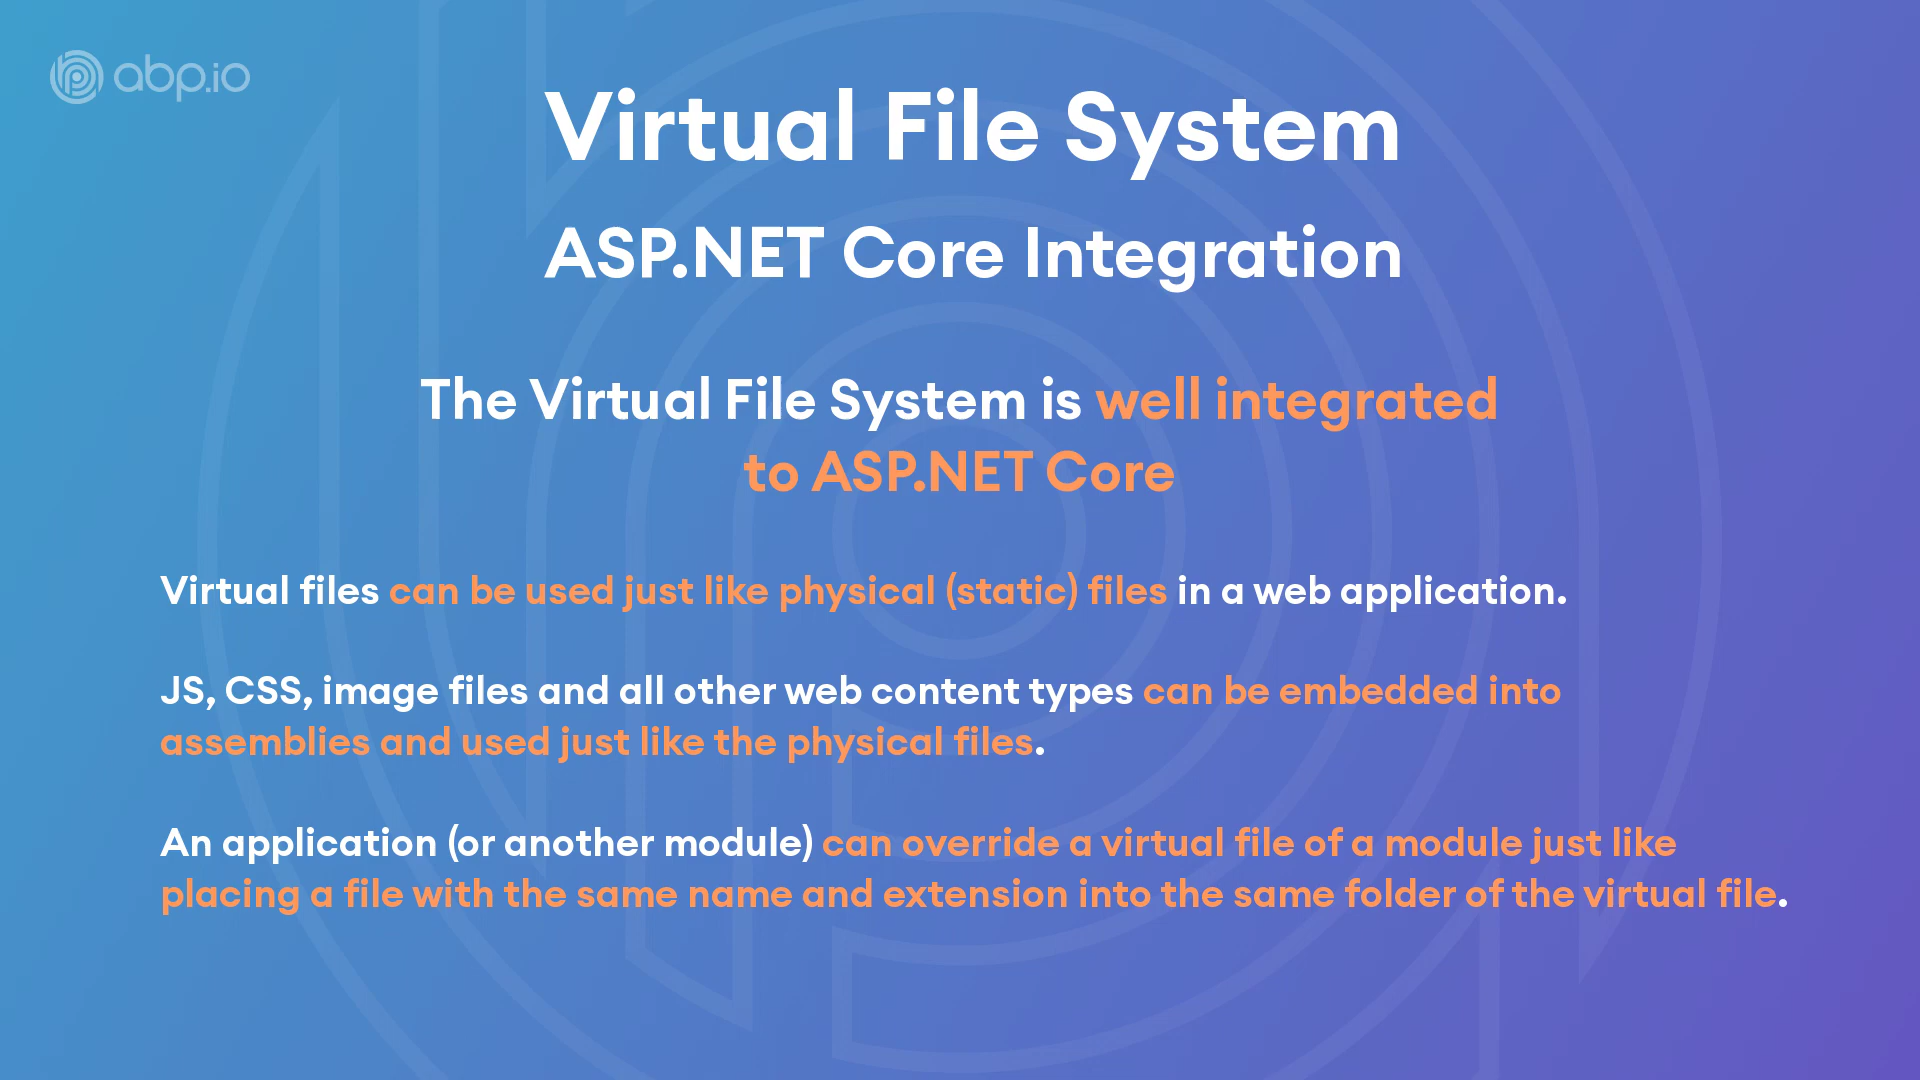 abp.io
Virtual File System
ASP.NET Core Integration
The Virtual File System is well integrated
to ASP.NET Core
Virtual files can be used just like physical (static) files in a web application.
JS, CSS, image files and all other web content types can be embedded into
assemblies and used just like the physical files.
An application (or another module) can override a virtual file of a module just like
placing a file with the same name and extension into the same folder of the virtual file.